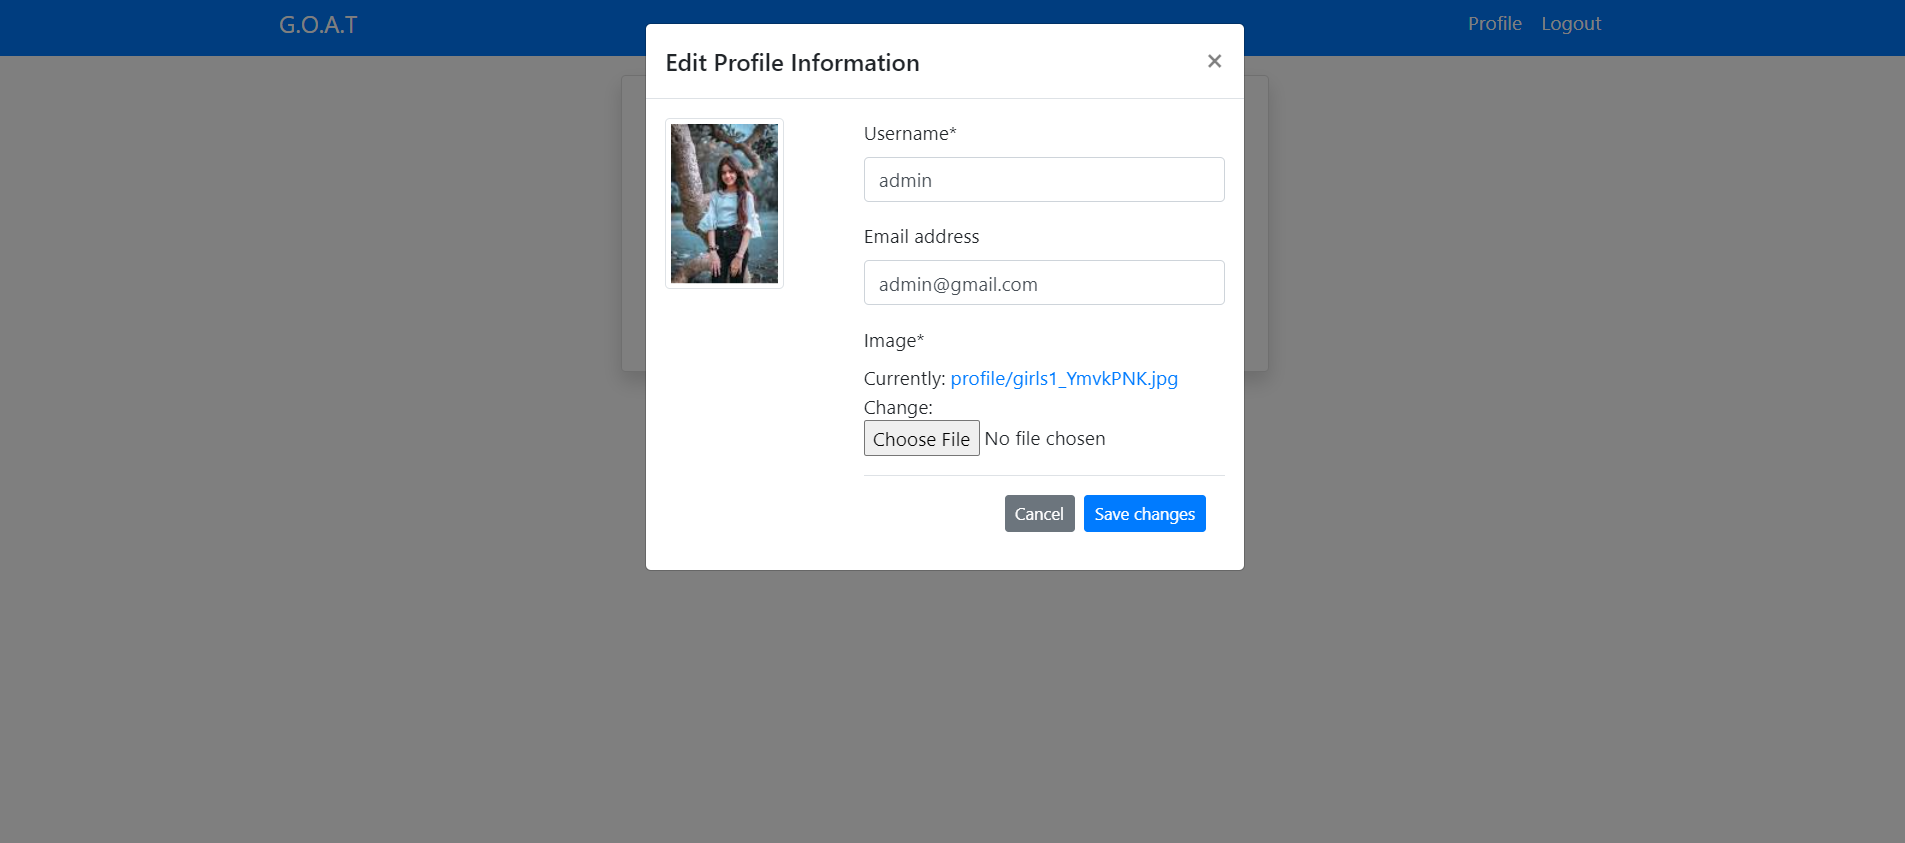 G.O.A.T
Profile Logout
Edit Profile Information
×
Username*
admin
Email address
admin@gmail.com
Image*
Currently: profile/girls1_YmvkPNK.jpg
Change:
Choose File No file chosen
Cancel Save changes